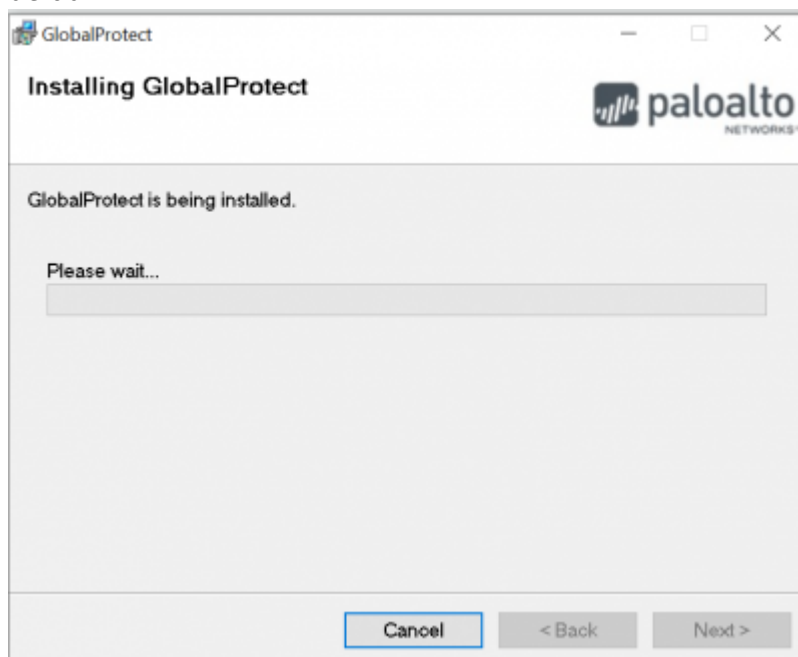 GlobalProtect
Installing GlobalProtect
paloalto
NETWORKS
GlobalProtect is being installed.
Please wait...
Cancel
< Back
Next >